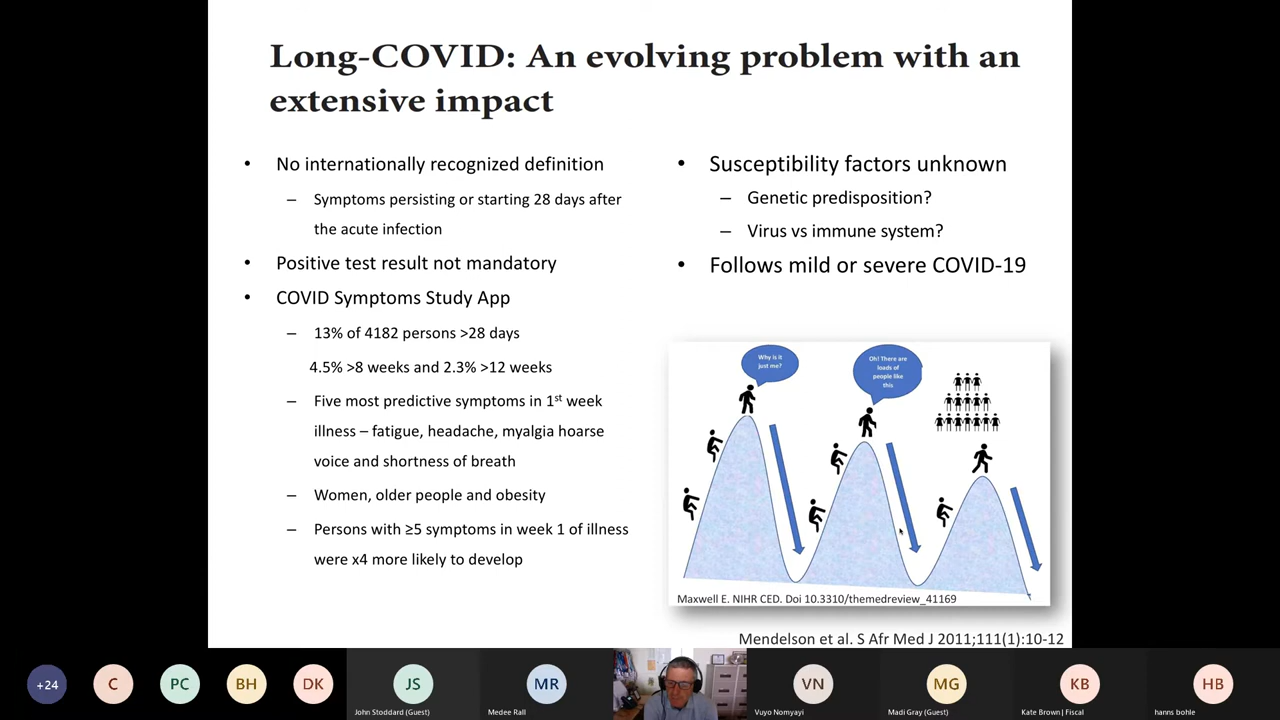 Long-COVID: An evolving problem with an
extensive impact
• No internationally recognized definition
– Symptoms persisting or starting 28 days after
the acute infection
• Positive test result not mandatory
• COVID Symptoms Study App
– 13% of 4182 persons >28 days
4.5% >8 weeks and 2.3% >12 weeks
– Five most predictive symptoms in 1st week
illness – fatigue, headache, myalgia hoarse
voice and shortness of breath
– Women, older people and obesity
– Persons with ≥5 symptoms in week 1 of illness
were x4 more likely to develop
• Susceptibility factors unknown
– Genetic predisposition?
– Virus vs immune system?
• Follows mild or severe COVID-19
Why is it
just me?
Oh! There are
loads of
people like
this
Maxwell E. NIHR CED. Doi 10.3310/themedreview_41169
Mendelson et al. S Afr Med J 2011;111(1):10-12
+24
C
PC
BH
DK
JS
John Stoddard (Guest)
MR
Medee Rall
VN
Vuyo Nomyayi
MG
Madi Gray (Guest)
KB
Kate Brown | Fiscal
HB
hanns bohle